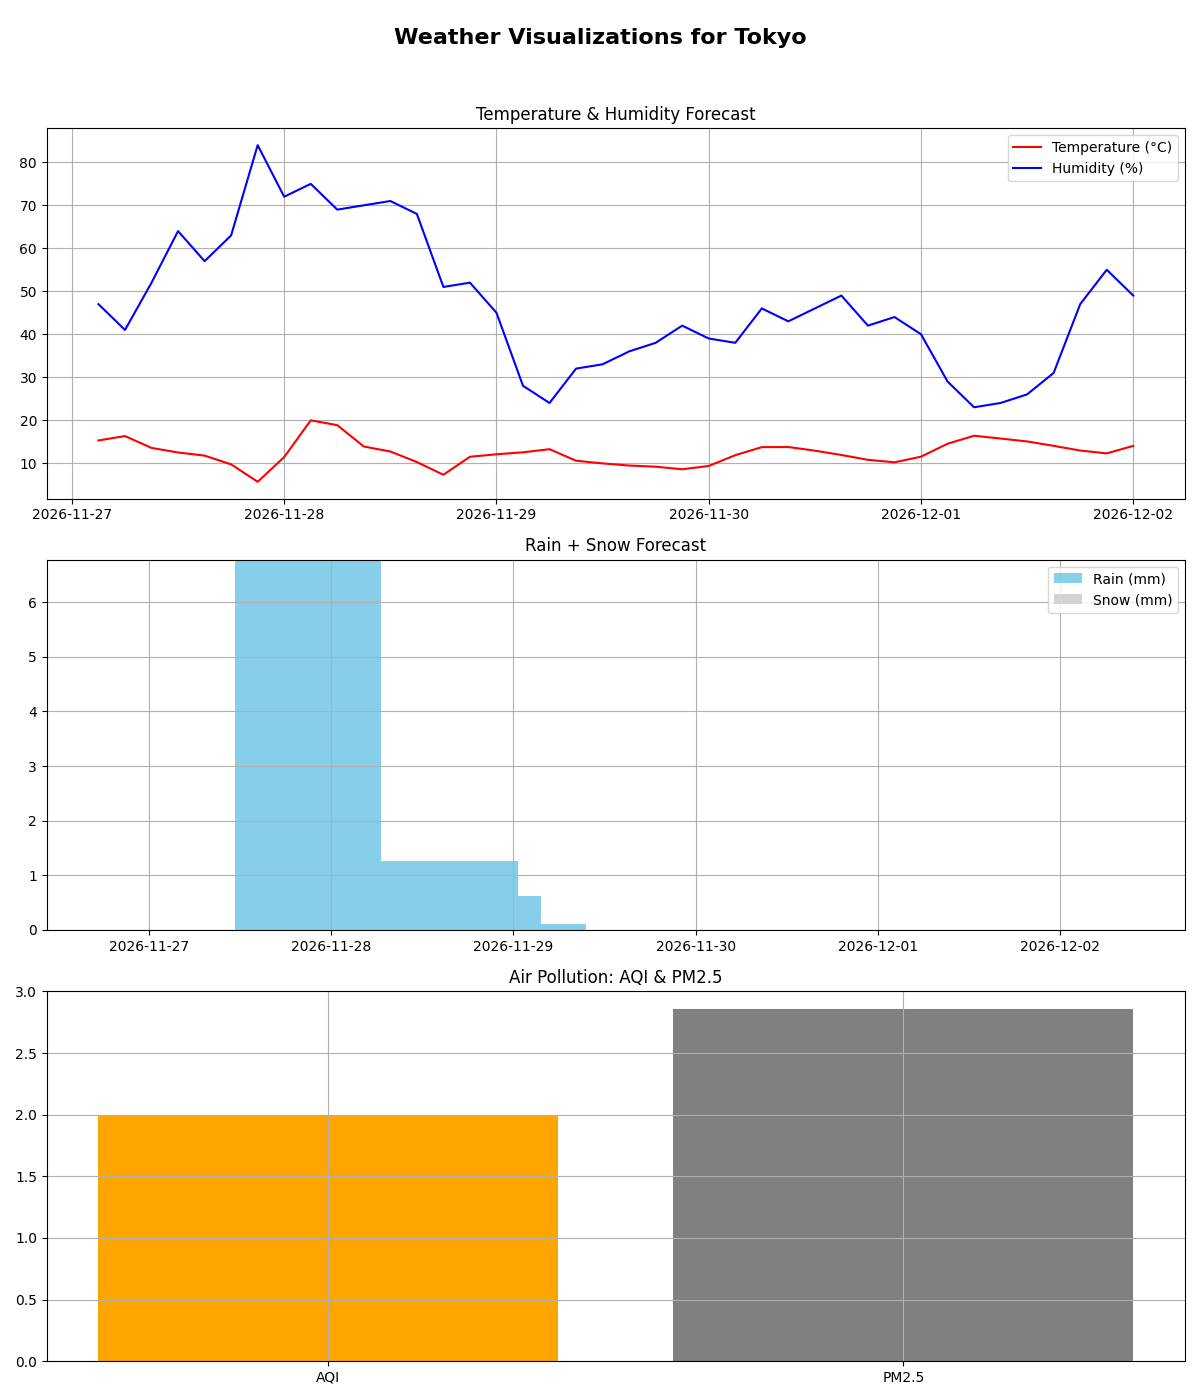 Weather Visualizations for Tokyo
Temperature & Humidity Forecast
Temperature (°C)
Humidity (%)
80
70
60
50
40
30
20
10
2026-11-27 2026-11-28 2026-11-29 2026-11-30 2026-12-01 2026-12-02
Rain + Snow Forecast
Rain (mm)
Snow (mm)
6
5
4
3
2
1
0
2026-11-27 2026-11-28 2026-11-29 2026-11-30 2026-12-01 2026-12-02
Air Pollution: AQI & PM2.5
3.0
2.5
2.0
1.5
1.0
0.5
0.0
AQI PM2.5